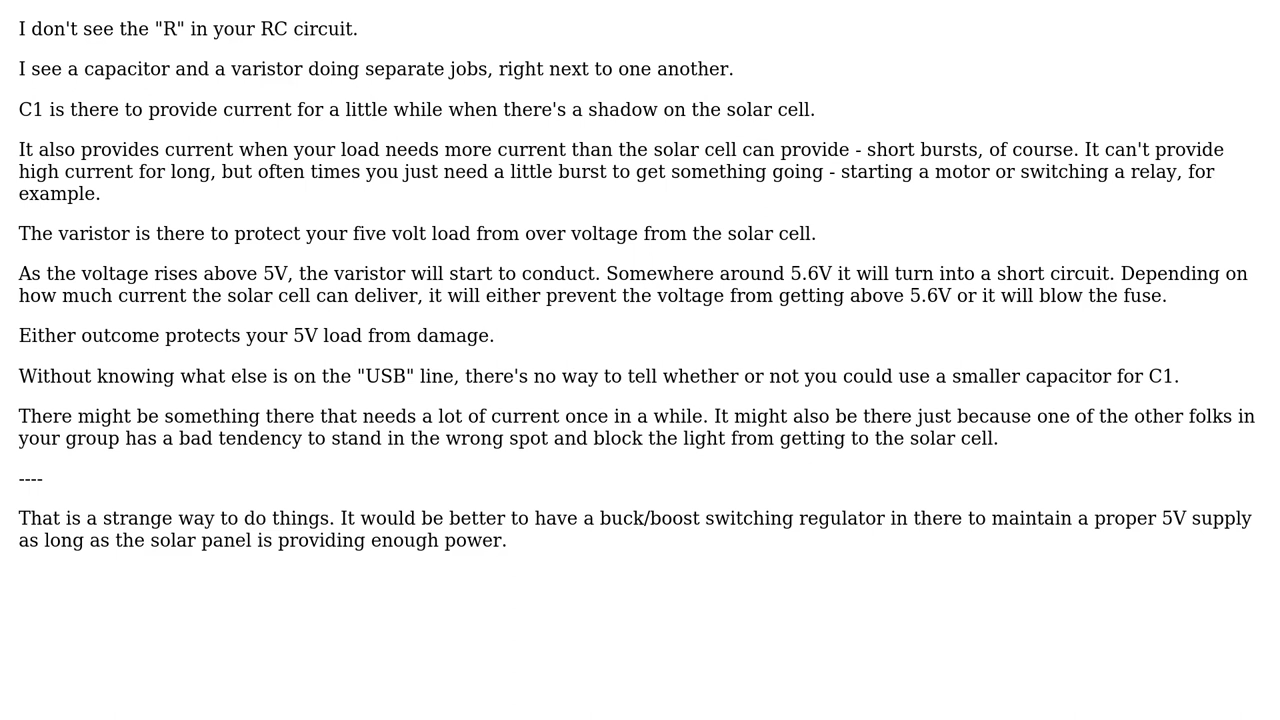 I don't see the "R" in your RC circuit.
I see a capacitor and a varistor doing separate jobs, right next to one another.
C1 is there to provide current for a little while when there's a shadow on the solar cell.
It also provides current when your load needs more current than the solar cell can provide - short bursts, of course. It can't provide
high current for long, but often times you just need a little burst to get something going - starting a motor or switching a relay, for
example.
The varistor is there to protect your five volt load from over voltage from the solar cell.
As the voltage rises above 5V, the varistor will start to conduct. Somewhere around 5.6V it will turn into a short circuit. Depending on
how much current the solar cell can deliver, it will either prevent the voltage from getting above 5.6V or it will blow the fuse.
Either outcome protects your 5V load from damage.
Without knowing what else is on the "USB" line, there's no way to tell whether or not you could use a smaller capacitor for C1.
There might be something there that needs a lot of current once in a while. It might also be there just because one of the other folks in
your group has a bad tendency to stand in the wrong spot and block the light from getting to the solar cell.
----
That is a strange way to do things. It would be better to have a buck/boost switching regulator in there to maintain a proper 5V supply
as long as the solar panel is providing enough power.